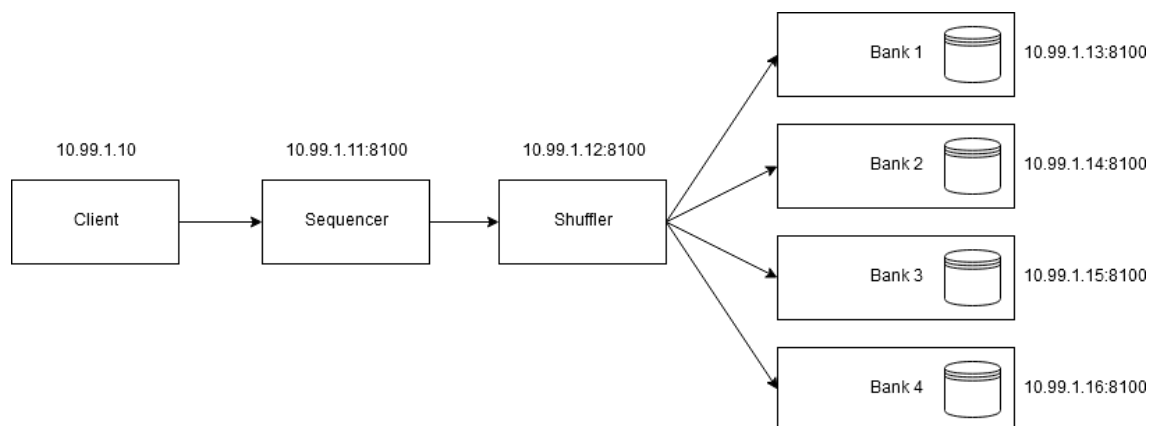 Bank 1
10.99.1.13:8100
10.99.1.10
10.99.1.11:8100
10.99.1.12:8100
Bank 2
10.99.1.14:8100
Client
Sequencer
Shuffler
Bank 3
10.99.1.15:8100
Bank 4
10.99.1.16:8100